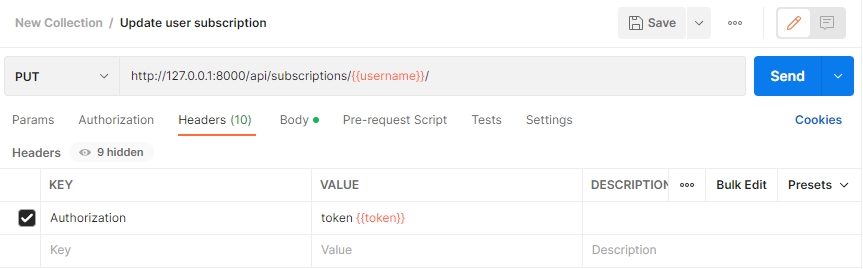 New Collection / Update user subscription Save
PUT http://127.0.0.1:8000/api/subscriptions/{{username}}/ Send
Params Authorization Headers (10) Body Pre-request Script Tests Settings Cookies
Headers 9 hidden
KEY VALUE DESCRIPTION Bulk Edit Presets
Authorization token {{token}}
Key Value Description